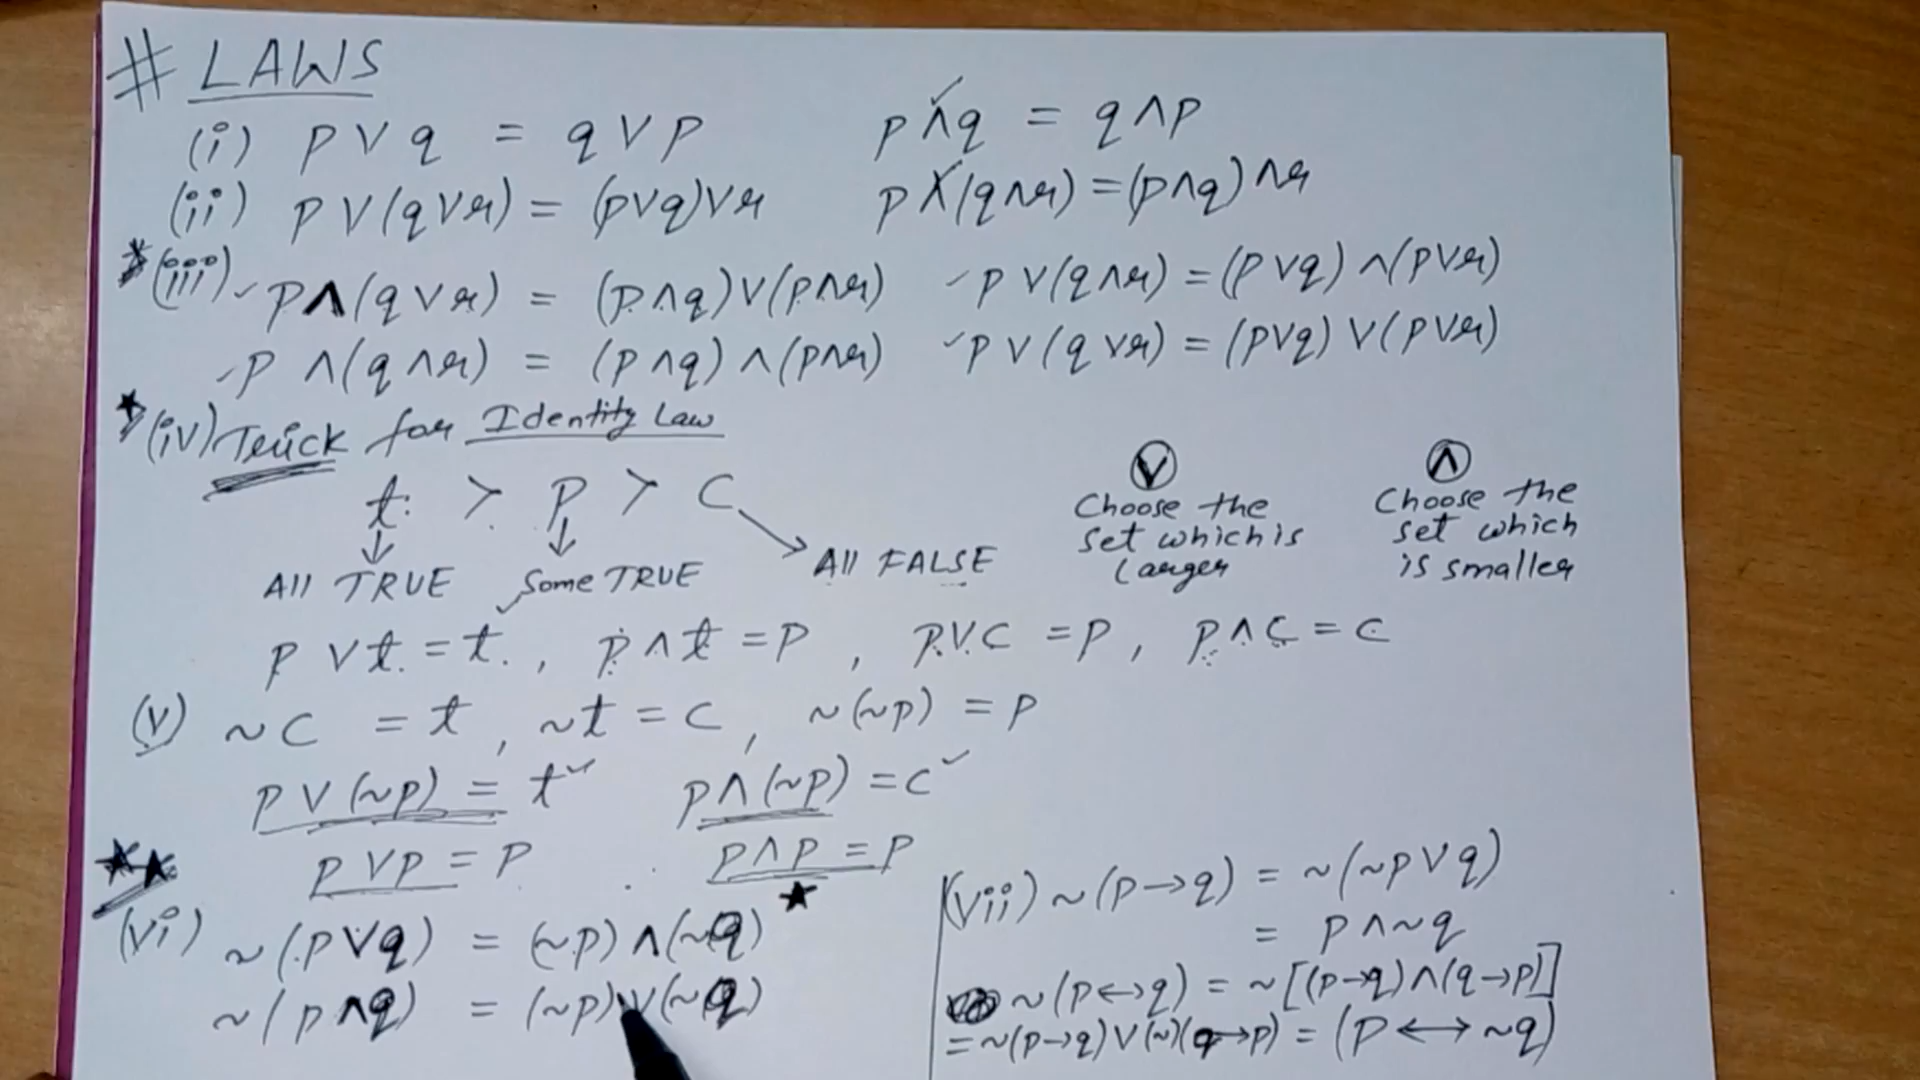 # LAWS
(i) p ∨ q = q ∨ p p ∧ q = q ∧ p
(ii) p ∨ (q ∨ r) = (p ∨ q) ∨ r p ∧ (q ∧ r) = (p ∧ q) ∧ r
(iii) p ∧ (q ∨ r) = (p ∧ q) ∨ (p ∧ r) p ∨ (q ∧ r) = (p ∨ q) ∧ (p ∨ r)
p ∧ (q ∧ r) = (p ∧ q) ∧ (p ∧ r) p ∨ (q ∨ r) = (p ∨ q) ∨ (p ∨ r)
(iv) Trick for Identity Law
t > p > c
All TRUE Some TRUE All FALSE
∨
Choose the
set which is
larger
∧
Choose the
set which
is smaller
p ∨ t = t, p ∧ t = p, p ∨ c = p, p ∧ c = c
(v) ~c = t, ~t = c, ~(~p) = p
p ∨ (~p) = t p ∧ (~p) = c
p ∨ p = p p ∧ p = p
(vi) ~(p ∨ q) = (~p) ∧ (~q)
~(p ∧ q) = (~p) ∨ (~q)
(vii) ~(p → q) = ~(~p ∨ q)
= p ∧ ~q
~(p ↔ q) = ~[(p → q) ∧ (q → p)]
= ~(p → q) ∨ (~)(q → p) = (p ↔ ~q)